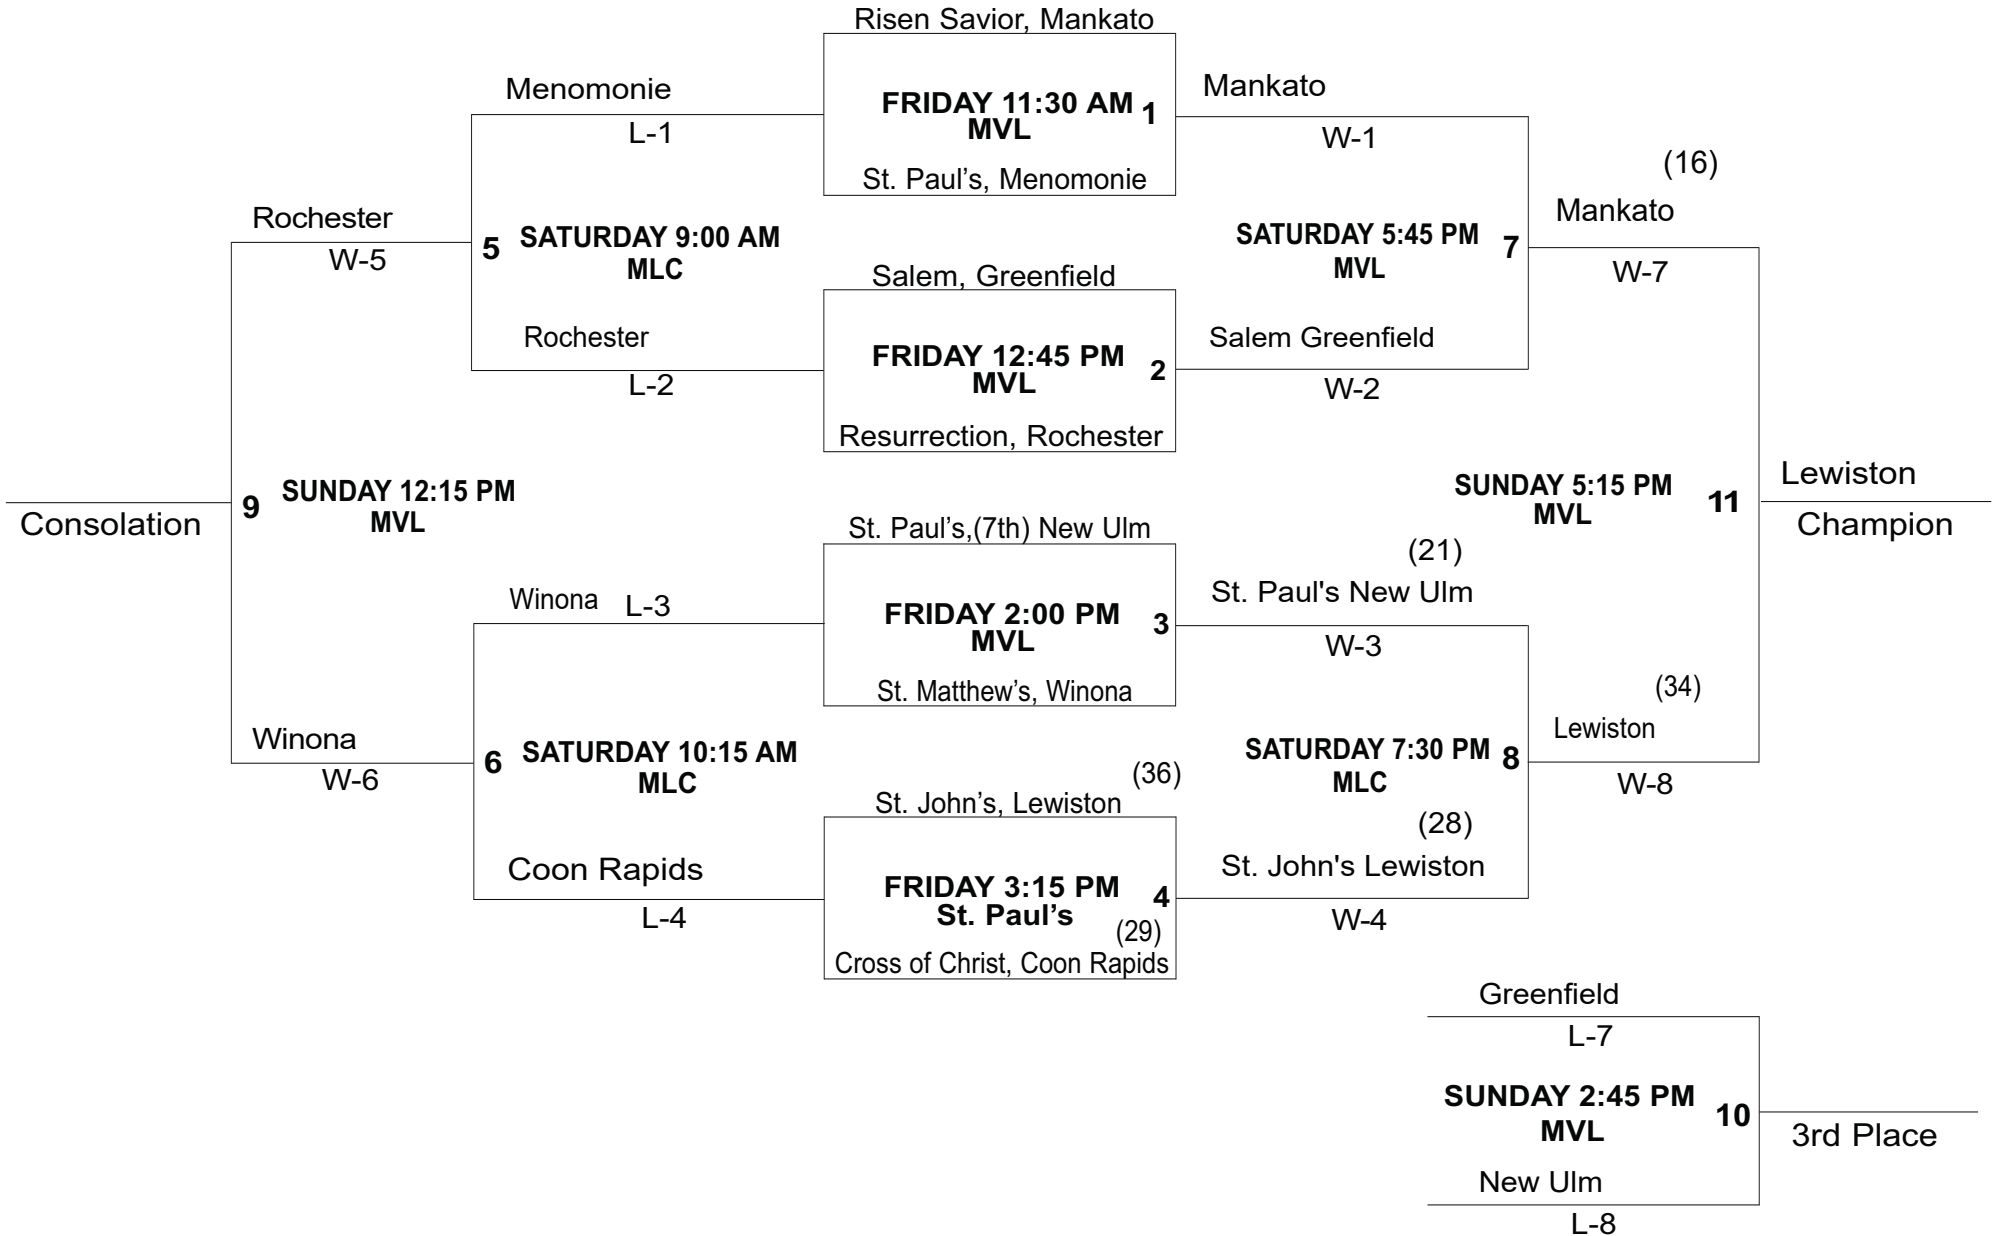 Risen Savior, Mankato
Menomonie
L-1
FRIDAY 11:30 AM 1
MVL
St. Paul’s, Menomonie
Mankato
W-1
(16)
Mankato
W-7
Rochester
W-5
5 SATURDAY 9:00 AM
MLC
SATURDAY 5:45 PM 7
MVL
Salem, Greenfield
Rochester
L-2
FRIDAY 12:45 PM 2
MVL
Resurrection, Rochester
Salem Greenfield
W-2
Consolation
9 SUNDAY 12:15 PM
MVL
SUNDAY 5:15 PM 11
MVL
Lewiston
Champion
St. Paul’s,(7th) New Ulm
Winona L-3
FRIDAY 2:00 PM 3
MVL
St. Matthew’s, Winona
(21)
St. Paul's New Ulm
W-3
(34)
Lewiston
W-8
Winona
W-6
6 SATURDAY 10:15 AM
MLC
SATURDAY 7:30 PM 8
MLC
(36)
St. John’s, Lewiston
Coon Rapids
L-4
FRIDAY 3:15 PM 4
St. Paul’s
(29)
Cross of Christ, Coon Rapids
(28)
St. John's Lewiston
W-4
Greenfield
L-7
SUNDAY 2:45 PM 10
MVL
3rd Place
New Ulm
L-8